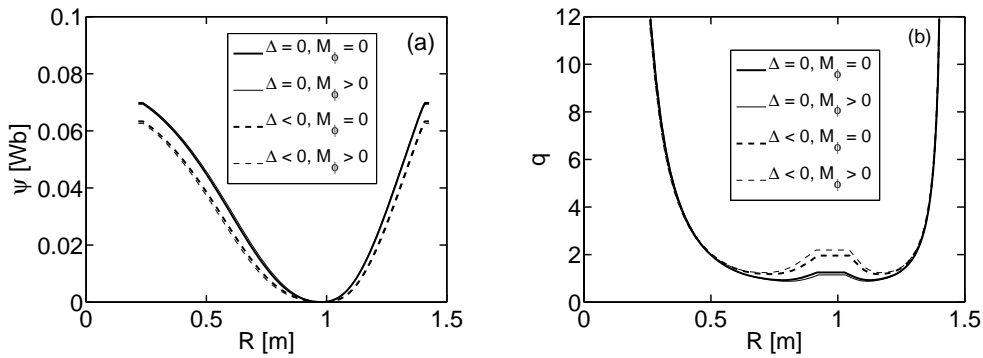 0.1
0.08
0.06
0.04
0.02
0
ψ [Wb]
(a)
Δ = 0, M_ϕ = 0
Δ = 0, M_ϕ > 0
Δ < 0, M_ϕ = 0
Δ < 0, M_ϕ > 0
0 0.5 1 1.5
R [m]
12
10
8
6
4
2
0
q
(b)
Δ = 0, M_ϕ = 0
Δ = 0, M_ϕ > 0
Δ < 0, M_ϕ = 0
Δ < 0, M_ϕ > 0
0 0.5 1 1.5
R [m]